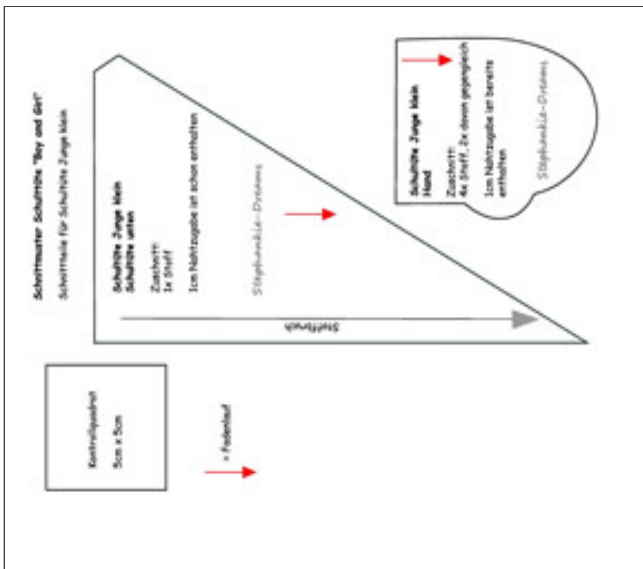 Schnittmuster Schultüte "Boy and Girl"
Schnittteile für Schultüte Junge klein
Schultüte Junge klein
Schultüte unten
Zuschnitt:
1x Stoff
1cm Nahtzugabe ist schon enthalten
Stephankie-Dreams
Stoffbruch
Schultüte Junge klein
Hand
Zuschnitt:
4x Stoff, 2x davon gegengleich
1cm Nahtzugabe ist bereits
enthalten
Stephankie-Dreams
Kontrollquadrat
5cm x 5cm
= Fadenlauf